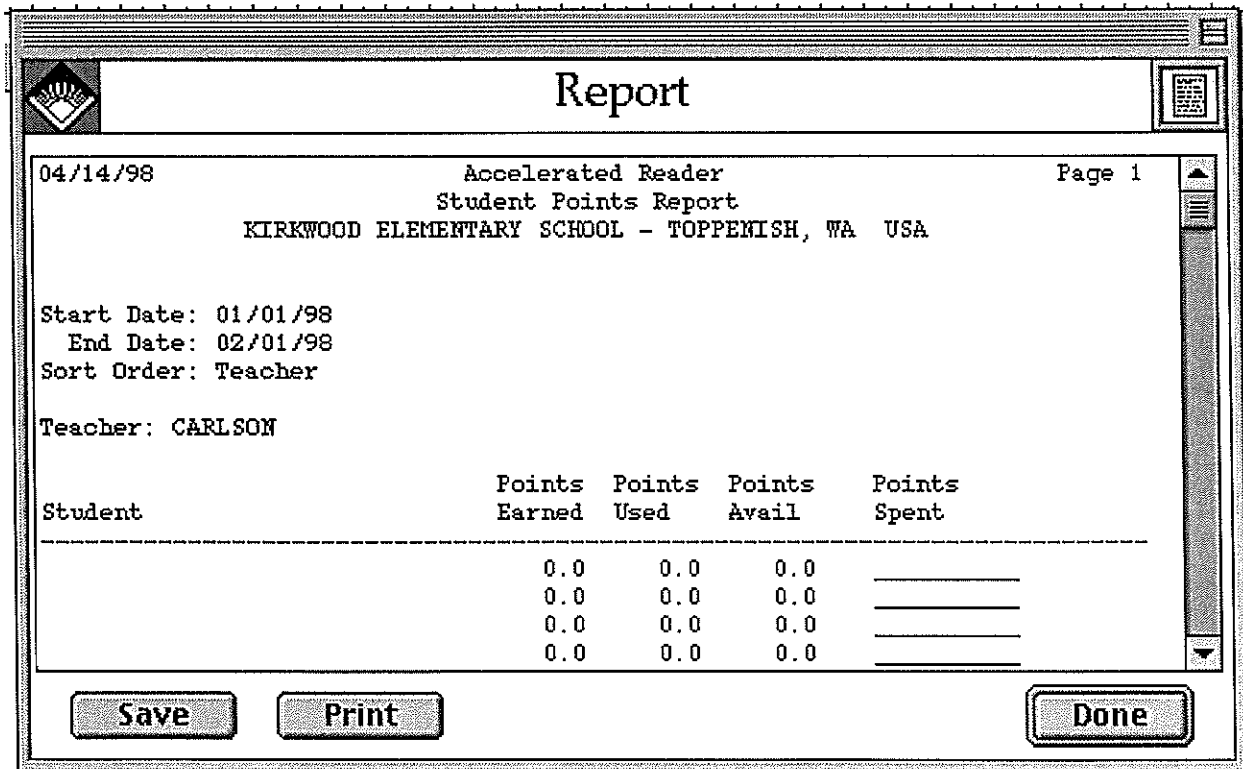 Report
04/14/98 Accelerated Reader Page 1
Student Points Report
KIRKWOOD ELEMENTARY SCHOOL - TOPPENISH, WA USA
Start Date: 01/01/98
End Date: 02/01/98
Sort Order: Teacher
Teacher: CARLSON
Points Points Points Points
Student Earned Used Avail Spent
0.0 0.0 0.0
0.0 0.0 0.0
0.0 0.0 0.0
0.0 0.0 0.0
Save Print Done